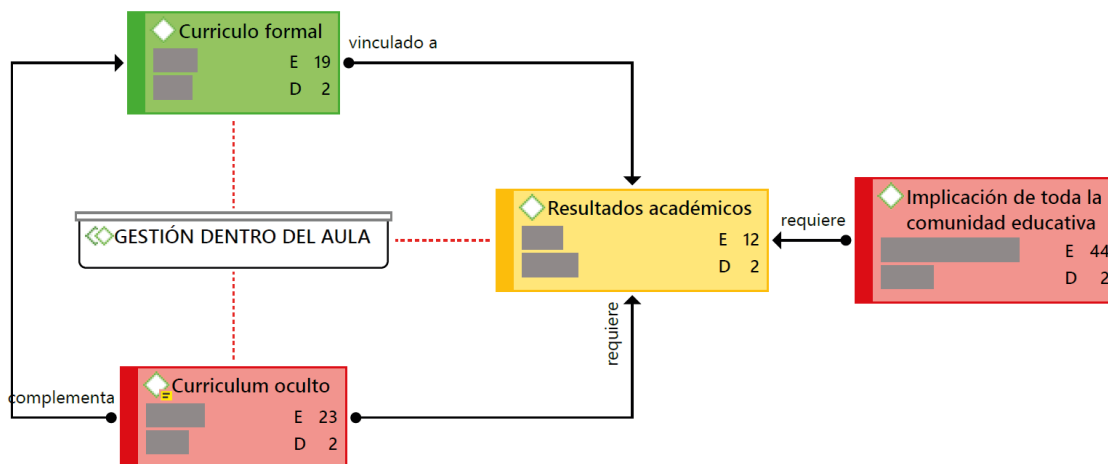 Curriculo formal
E 19
D 2
vinculado a
Resultados académicos
E 12
D 2
requiere
Implicación de toda la
comunidad educativa
E 44
D 2
GESTIÓN DENTRO DEL AULA
requiere
complementa
Curriculum oculto
E 23
D 2